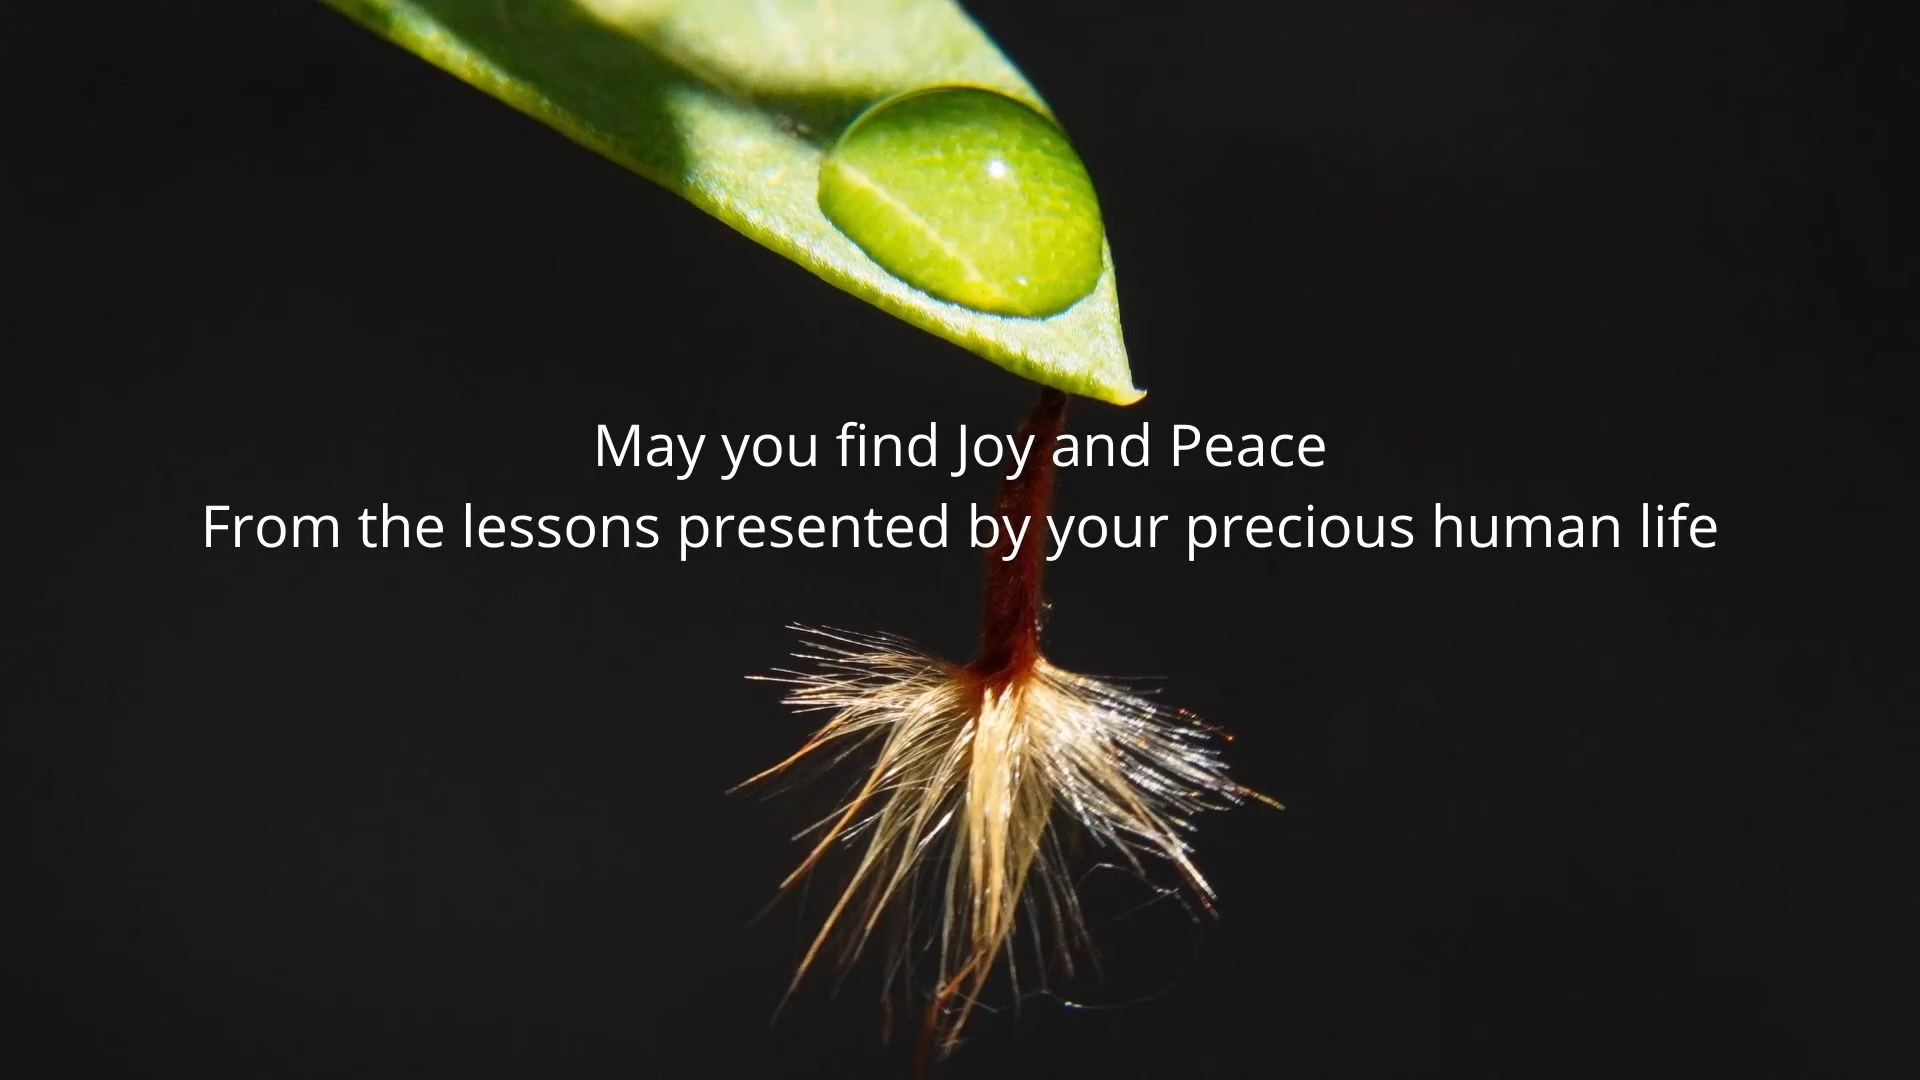 May you find Joy and Peace
From the lessons presented by your precious human life